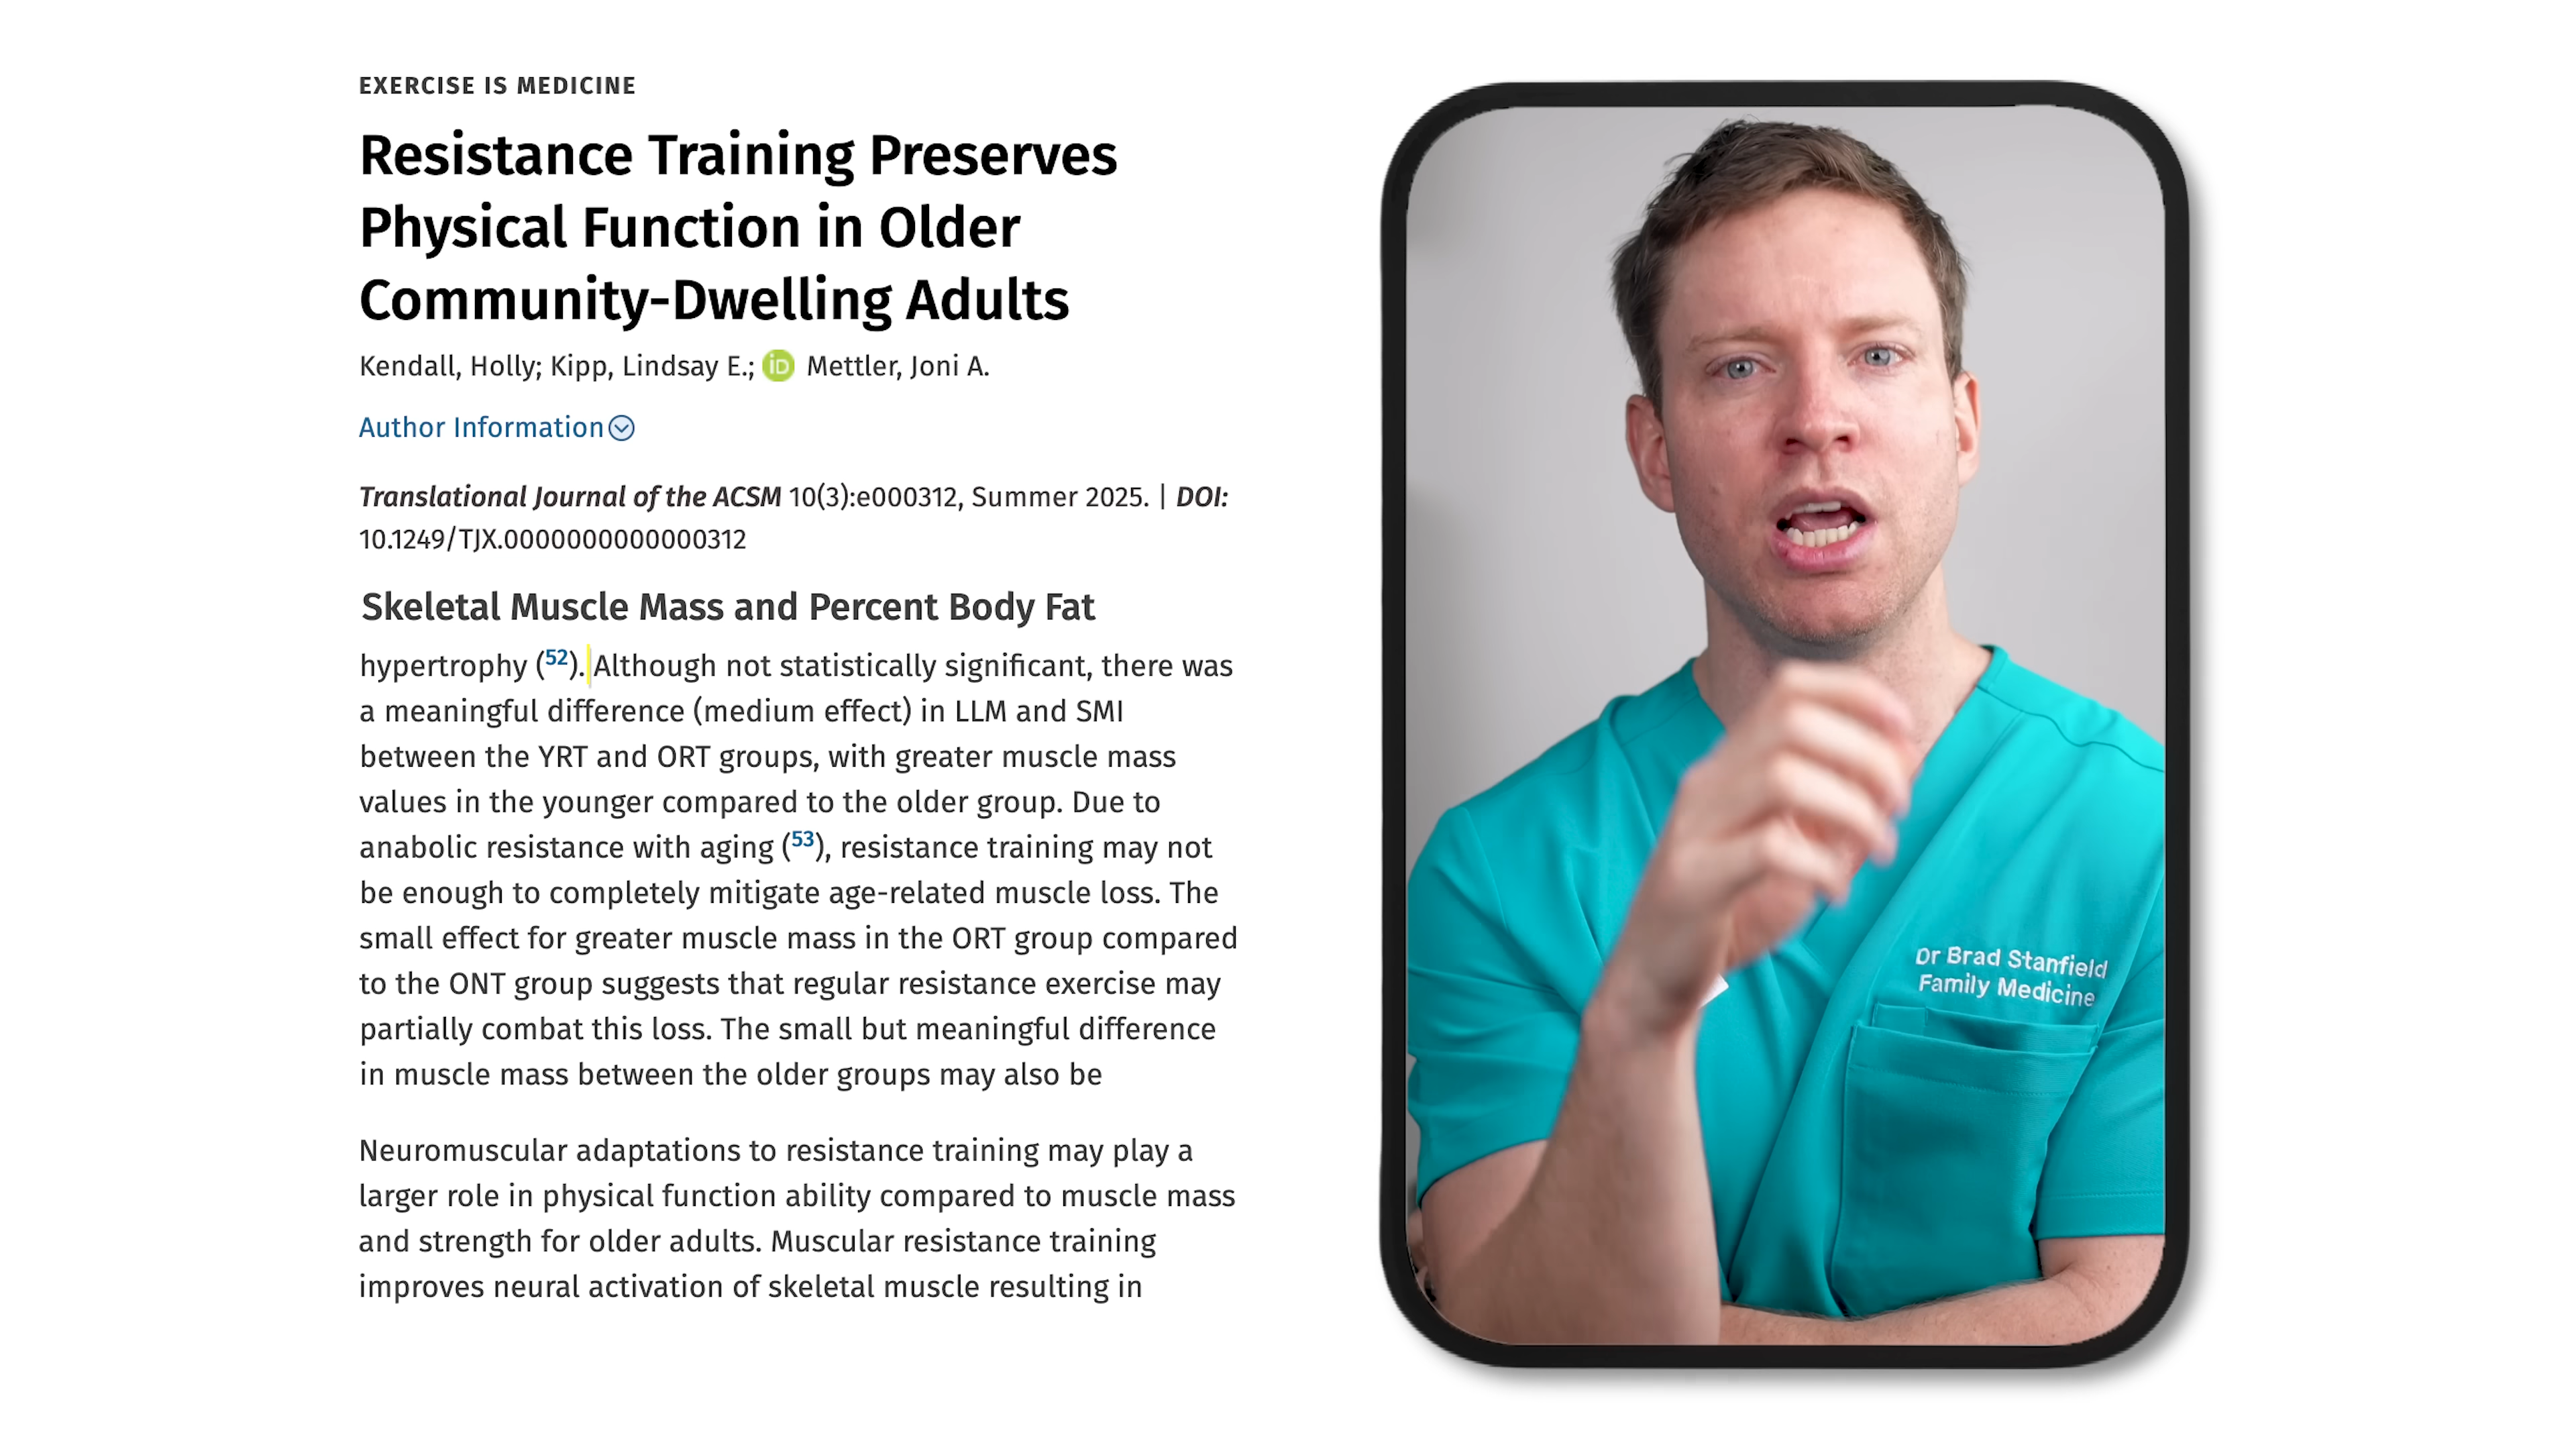 EXERCISE IS MEDICINE
Resistance Training Preserves
Physical Function in Older
Community-Dwelling Adults
Kendall, Holly; Kipp, Lindsay E.; iD Mettler, Joni A.
Author Information
Translational Journal of the ACSM 10(3):e000312, Summer 2025. | DOI:
10.1249/TJX.0000000000000312
Skeletal Muscle Mass and Percent Body Fat
hypertrophy (52). Although not statistically significant, there was
a meaningful difference (medium effect) in LLM and SMI
between the YRT and ORT groups, with greater muscle mass
values in the younger compared to the older group. Due to
anabolic resistance with aging (53), resistance training may not
be enough to completely mitigate age-related muscle loss. The
small effect for greater muscle mass in the ORT group compared
to the ONT group suggests that regular resistance exercise may
partially combat this loss. The small but meaningful difference
in muscle mass between the older groups may also be
Neuromuscular adaptations to resistance training may play a
larger role in physical function ability compared to muscle mass
and strength for older adults. Muscular resistance training
improves neural activation of skeletal muscle resulting in
Dr Brad Stanfield
Family Medicine